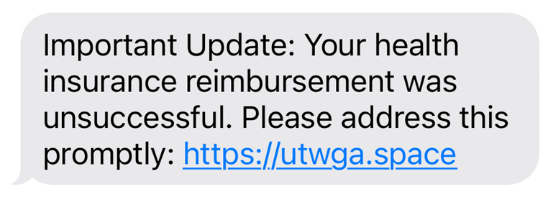 Important Update: Your health
insurance reimbursement was
unsuccessful. Please address this
promptly: https://utwga.space